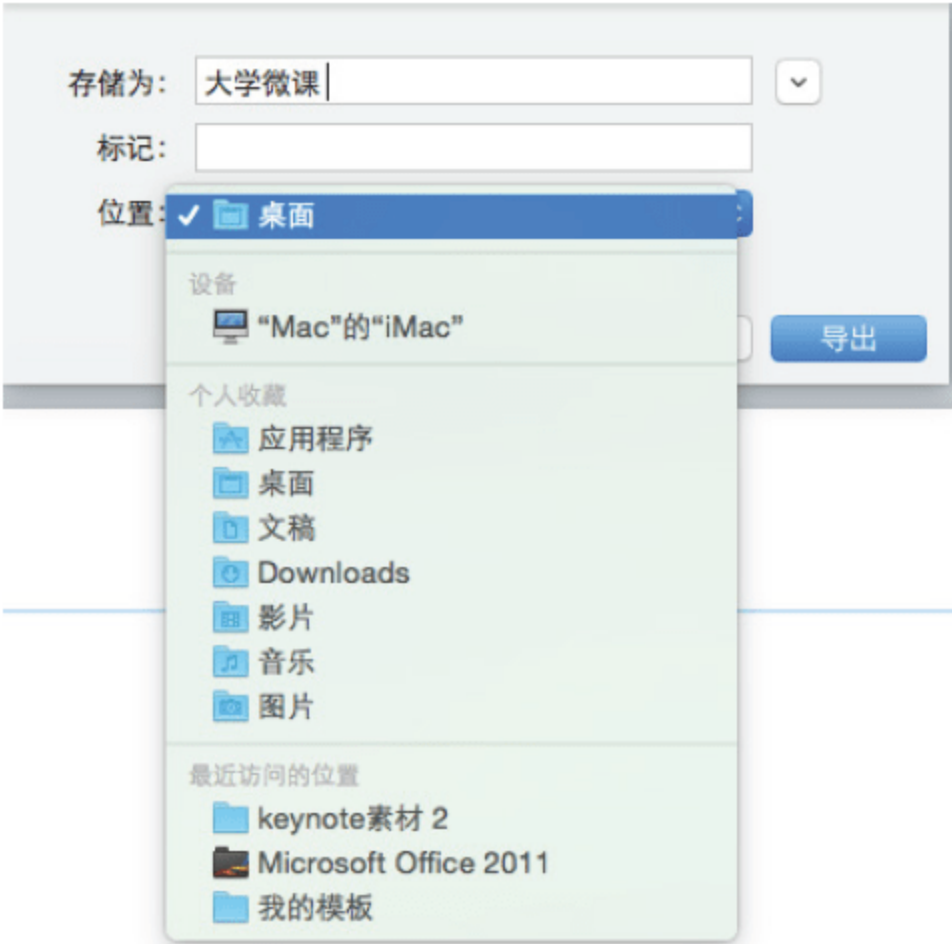 存储为：
大学微课
标记：
位置：
桌面
设备
“Mac”的“iMac”
导出
个人收藏
应用程序
桌面
文稿
Downloads
影片
音乐
图片
最近访问的位置
keynote素材 2
Microsoft Office 2011
我的模板